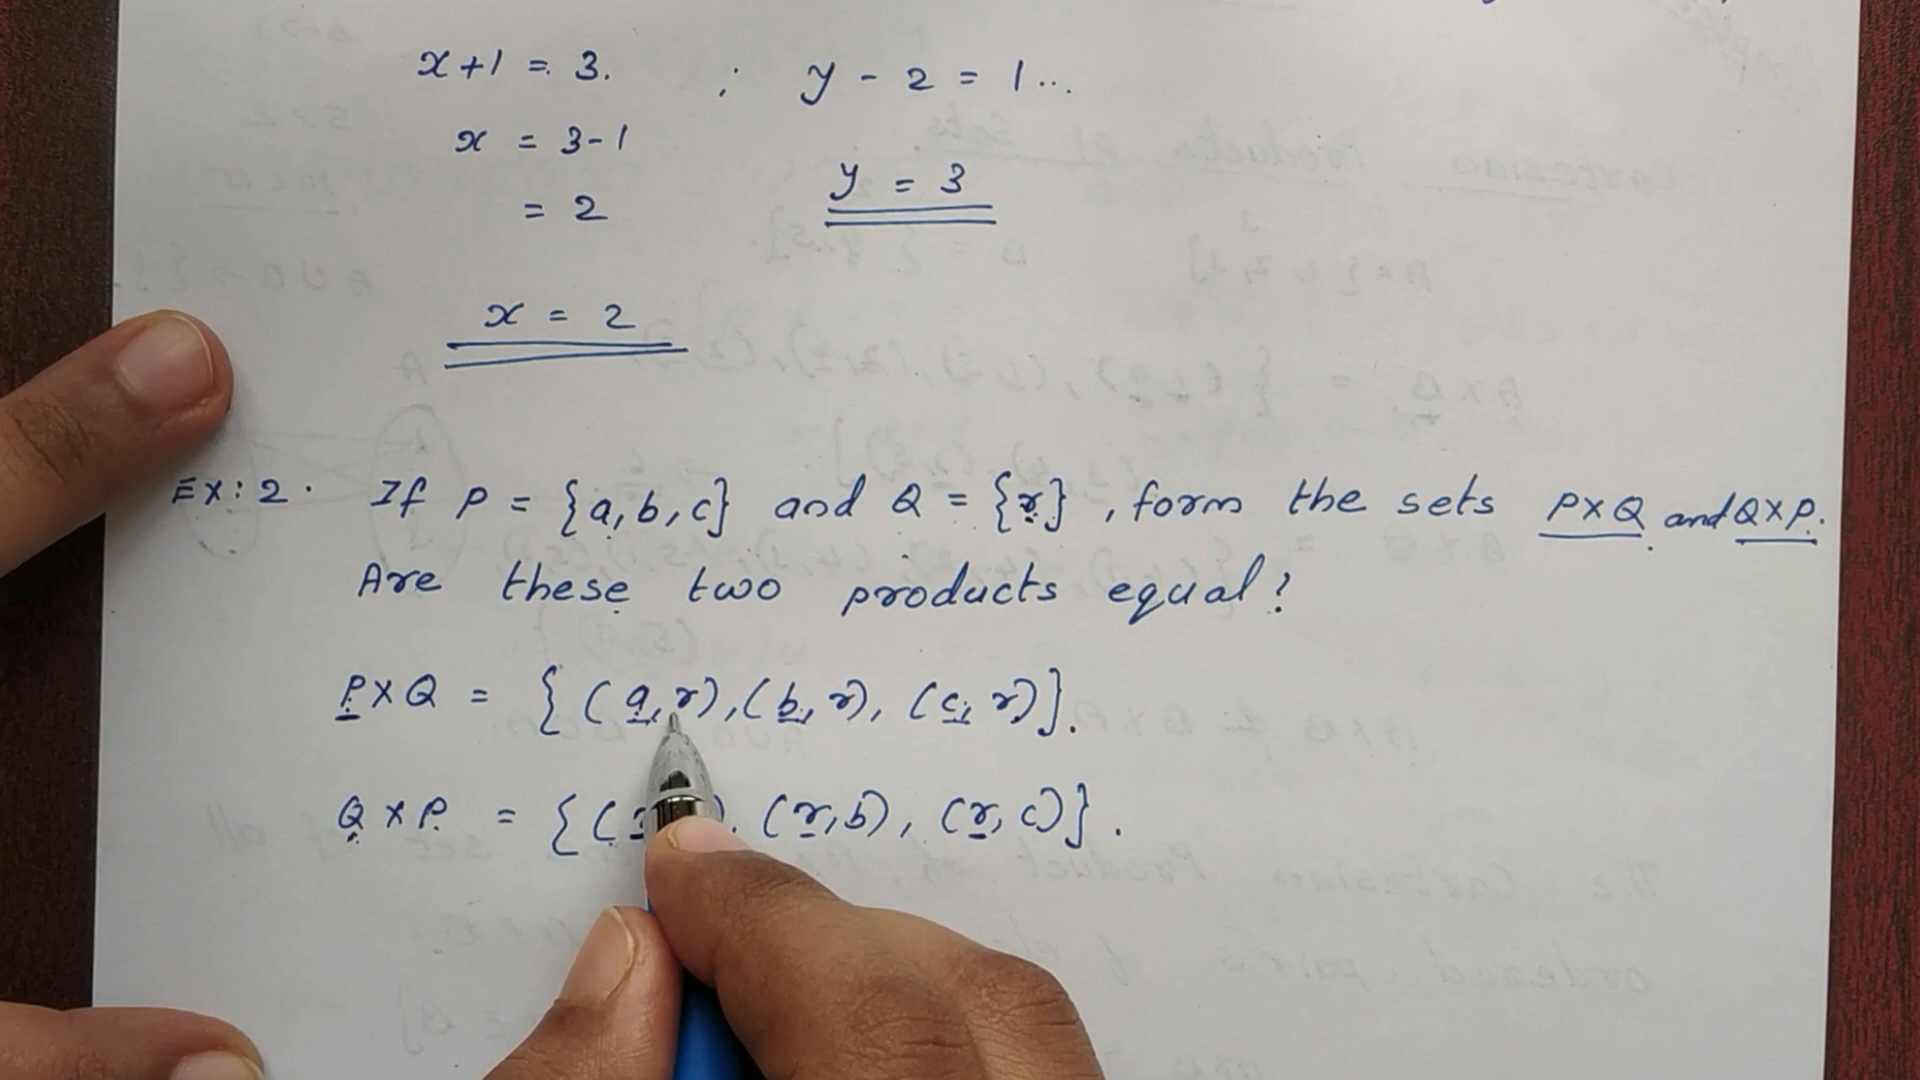 x+1 = 3. ; y - 2 = 1...
x = 3-1
y = 3
= 2
x = 2
Ex: 2. If P = {a, b, c} and Q = {r}, form the sets P×Q and Q×P.
Are these two products equal?
P×Q = { (a, r), (b, r), (c, r)}.
Q×P = {( ), (r, b), (r, c)}.